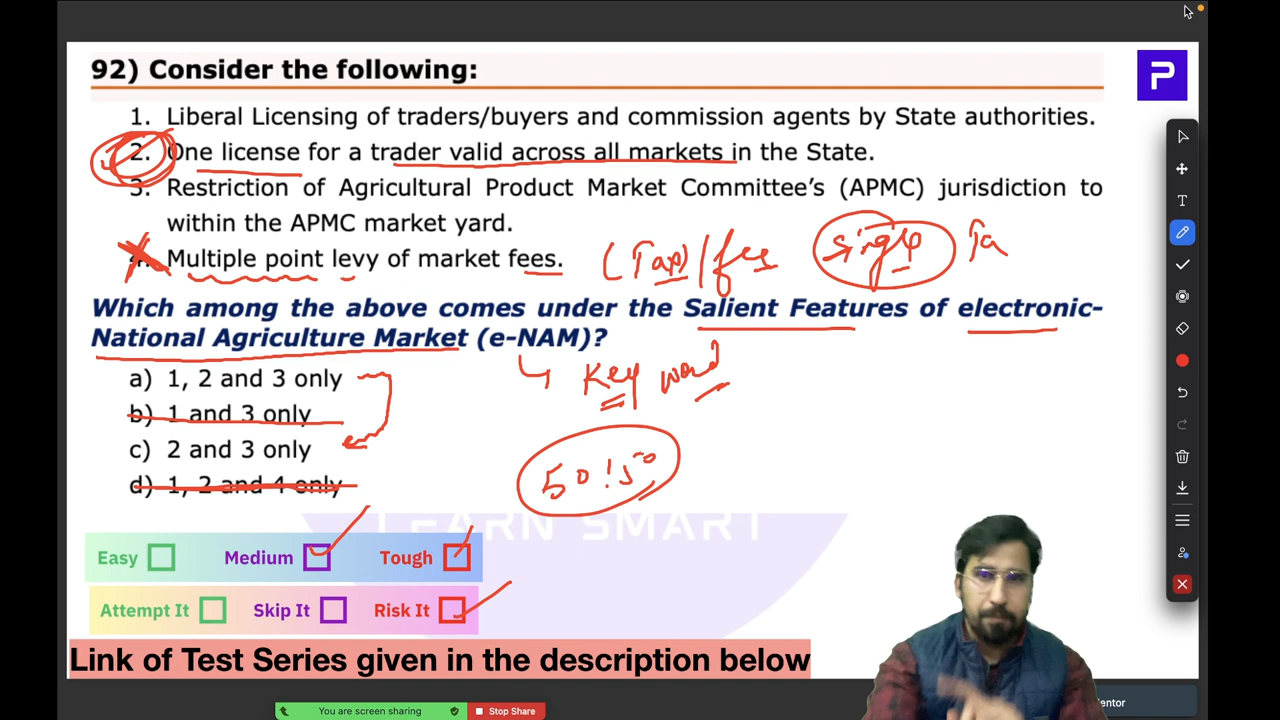 92) Consider the following:
P
1. Liberal Licensing of traders/buyers and commission agents by State authorities.
2. One license for a trader valid across all markets in the State.
3. Restriction of Agricultural Product Market Committee's (APMC) jurisdiction to
within the APMC market yard.
4. Multiple point levy of market fees.
(Tax)/fees single Ta
Which among the above comes under the Salient Features of electronic-
National Agriculture Market (e-NAM)?
Key word
a) 1, 2 and 3 only
b) 1 and 3 only
c) 2 and 3 only
d) 1, 2 and 4 only
50:50
LEARN SMART
Easy Medium Tough
Attempt It Skip It Risk It
Link of Test Series given in the description below
You are screen sharing Stop Share